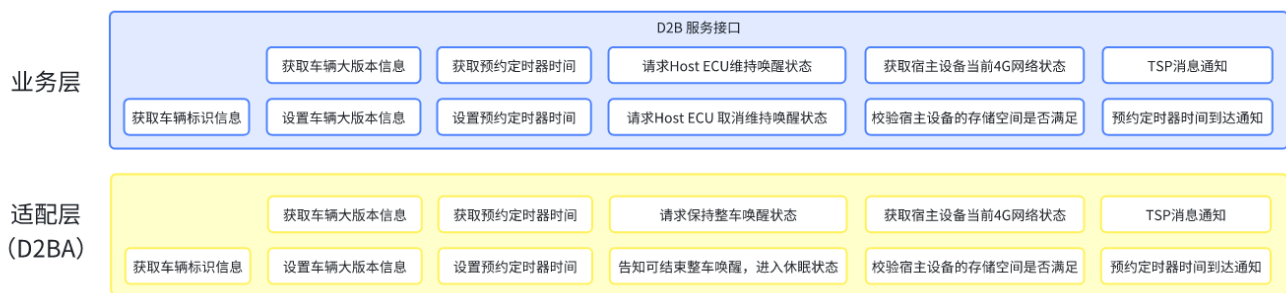 D2B 服务接口
业务层
获取车辆大版本信息
获取预约定时器时间
请求Host ECU维持唤醒状态
获取宿主设备当前4G网络状态
TSP消息通知
获取车辆标识信息
设置车辆大版本信息
设置预约定时器时间
请求Host ECU 取消维持唤醒状态
校验宿主设备的存储空间是否满足
预约定时器时间到达通知
适配层
（D2BA）
获取车辆大版本信息
获取预约定时器时间
请求保持整车唤醒状态
获取宿主设备当前4G网络状态
TSP消息通知
获取车辆标识信息
设置车辆大版本信息
设置预约定时器时间
告知可结束整车唤醒，进入休眠状态
校验宿主设备的存储空间是否满足
预约定时器时间到达通知